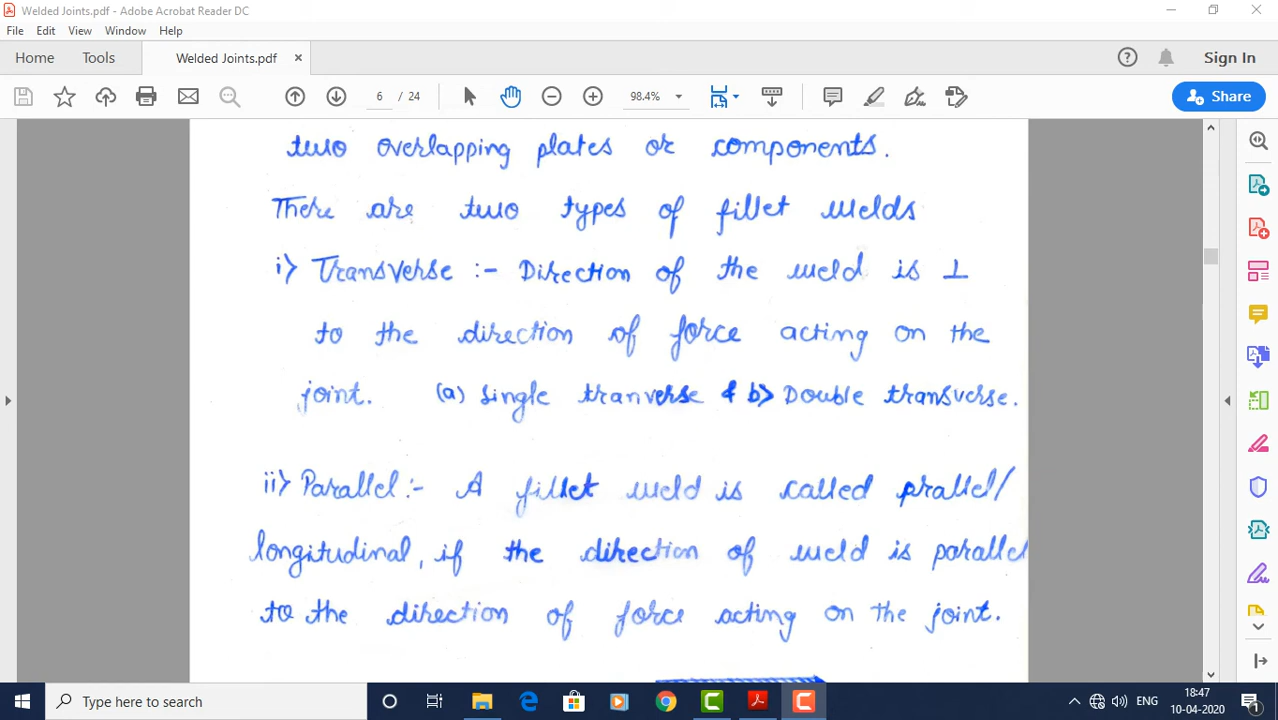 Welded Joints.pdf - Adobe Acrobat Reader DC
File Edit View Window Help
Home Tools Welded Joints.pdf × ? Sign In
6 / 24 98.4% Share
two overlapping plates or components.
There are two types of fillet welds
i> Transverse :- Direction of the weld is ⊥
to the direction of force acting on the
joint. (a) single tranverse & b> Double transverse.
ii> Parallel :- A fillet weld is called prallel/
longitudinal, if the direction of weld is parallel
to the direction of force acting on the joint.
Type here to search ENG 18:47
10-04-2020 1